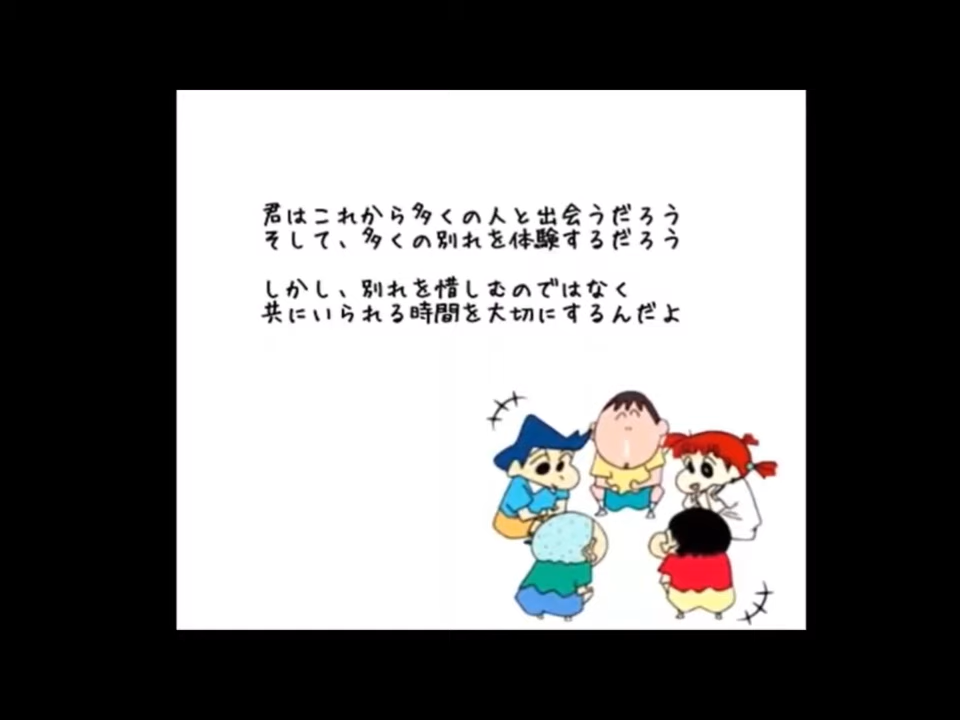 君はこれから多くの人と出会うだろう
そして、多くの別れを体験するだろう
しかし、別れを惜しむのではなく
共にいられる時間を大切にするんだよ